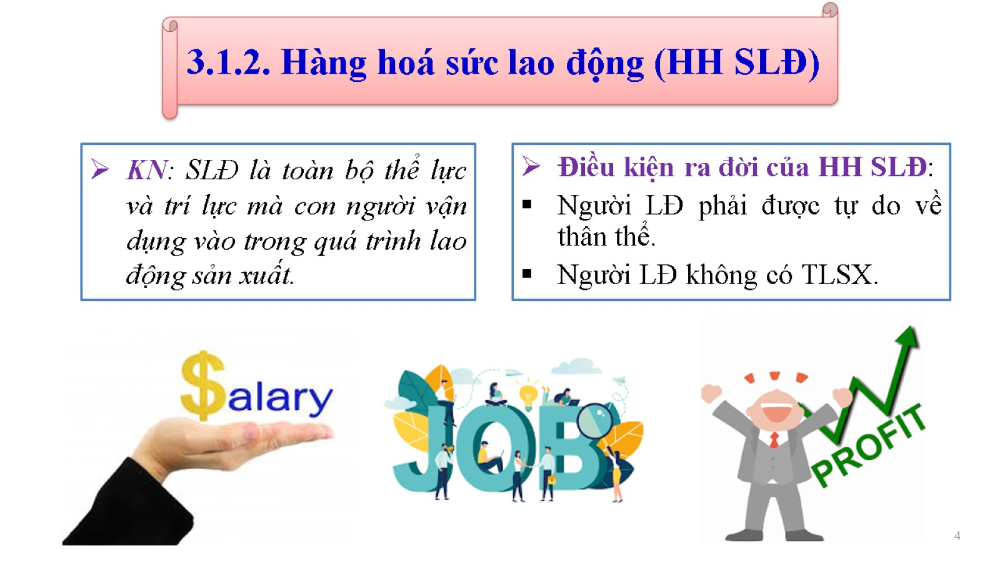 3.1.2. Hàng hoá sức lao động (HH SLĐ)
➢ KN: SLĐ là toàn bộ thể lực
và trí lực mà con người vận
dụng vào trong quá trình lao
động sản xuất.
➢ Điều kiện ra đời của HH SLĐ:
▪ Người LĐ phải được tự do về
thân thể.
▪ Người LĐ không có TLSX.
$alary
JOB
PROFIT
4